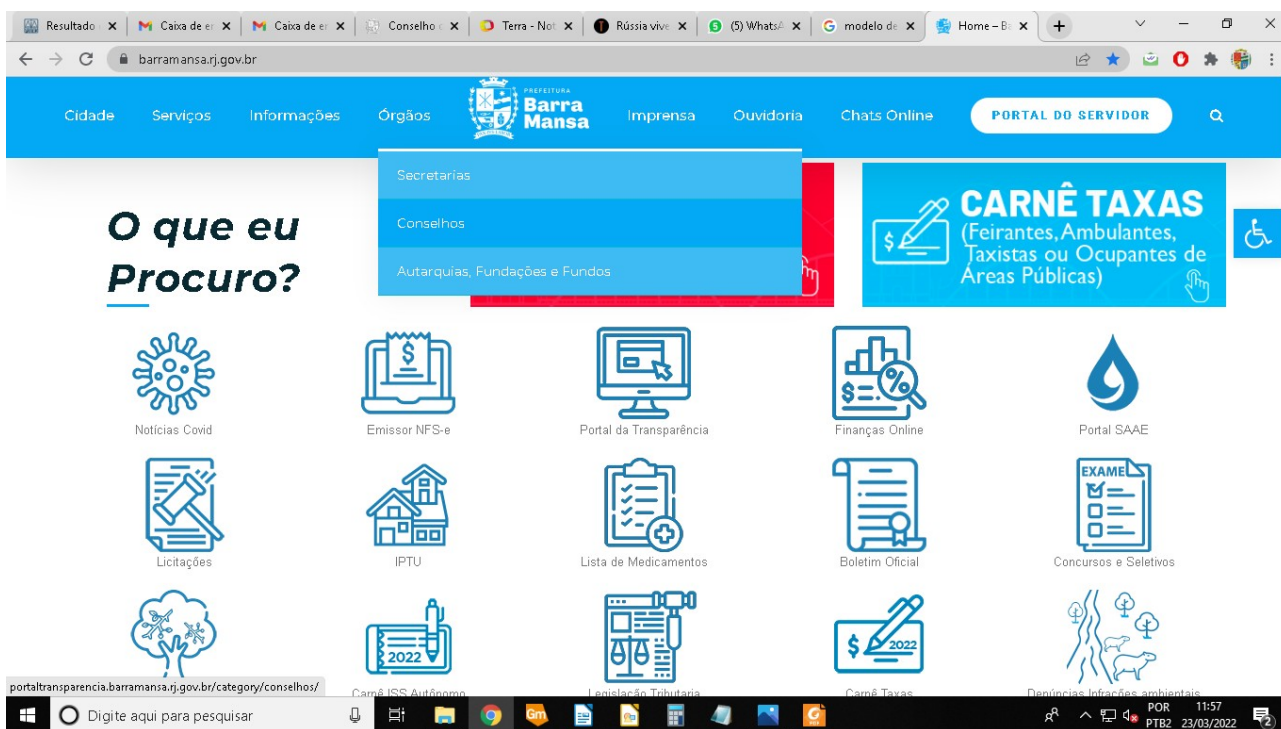 Resultado
Caixa de er
Caixa de er
Conselho c
Terra - Not
Rússia vive
(5) WhatsA
modelo de
Home – Ba
barramansa.rj.gov.br
Cidade
Serviços
Informações
Órgãos
PREFEITURA
Barra
Mansa
Imprensa
Ouvidoria
Chats Online
PORTAL DO SERVIDOR
Secretarias
Conselhos
Autarquias, Fundações e Fundos
O que eu
Procuro?
CARNÊ TAXAS
(Feirantes, Ambulantes,
Taxistas ou Ocupantes de
Áreas Públicas)
Notícias Covid
Emissor NFS-e
Portal da Transparência
Finanças Online
Portal SAAE
EXAME
Licitações
IPTU
Lista de Medicamentos
Boletim Oficial
Concursos e Seletivos
2022
2022
Carnê ISS Autônomo
Legislação Tributaria
Carnê Taxas
Denúncias Infrações ambientais
portaltransparencia.barramansa.rj.gov.br/category/conselhos/
Digite aqui para pesquisar
Gm
POR
PTB2
11:57
23/03/2022
2